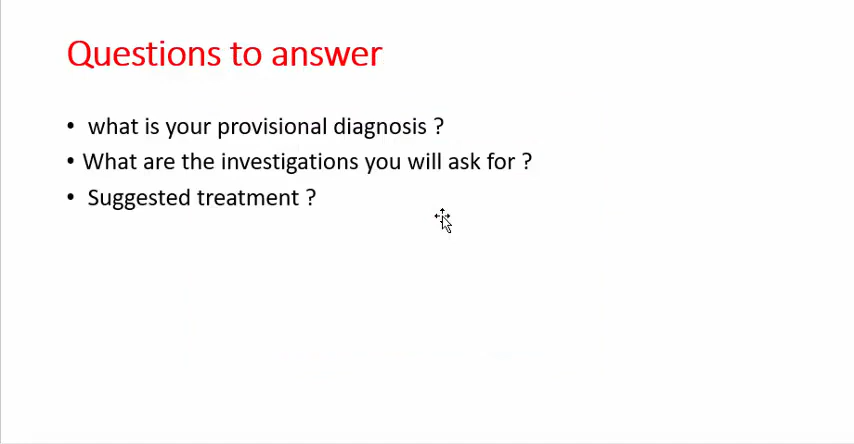 Questions to answer
• what is your provisional diagnosis ?
• What are the investigations you will ask for ?
• Suggested treatment ?